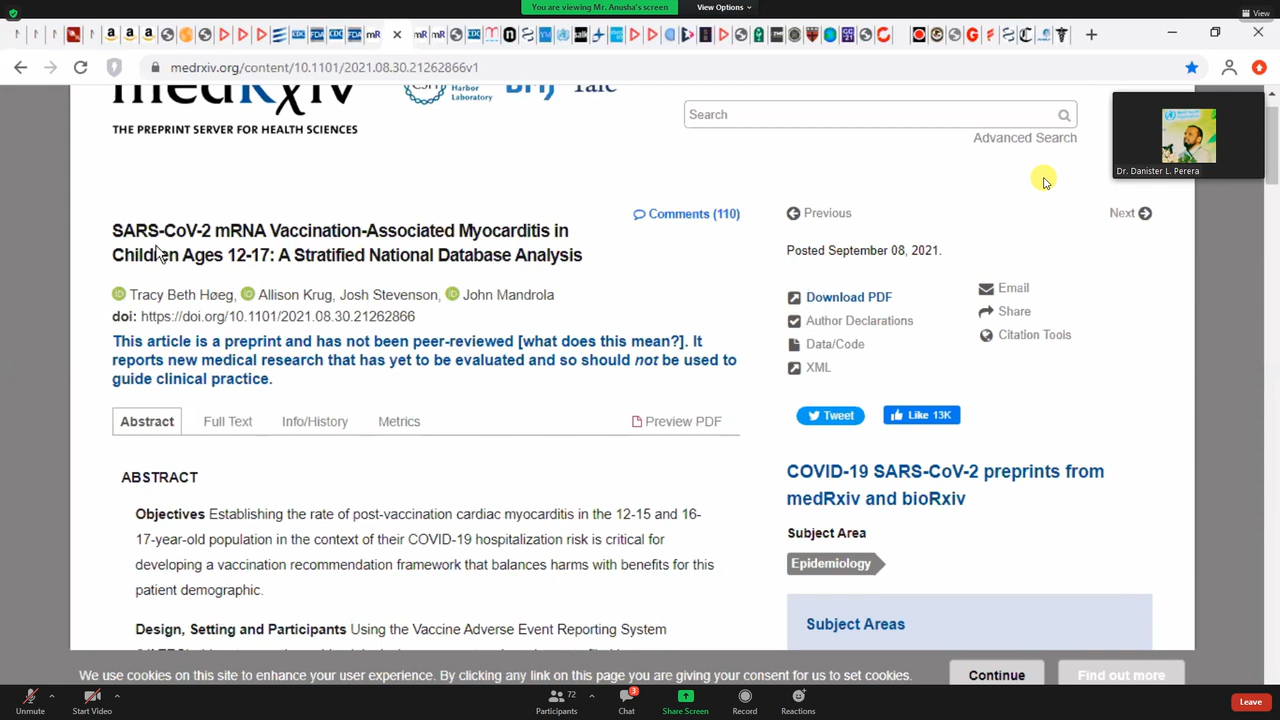 You are viewing Mr. Anusha's screen
View Options
View
medrxiv.org/content/10.1101/2021.08.30.21262866v1
medRxiv
Harbor
Laboratory
BMJ Yale
THE PREPRINT SERVER FOR HEALTH SCIENCES
Search
Advanced Search
Dr. Danister L. Perera
Comments (110)
Previous
Next
SARS-CoV-2 mRNA Vaccination-Associated Myocarditis in
Children Ages 12-17: A Stratified National Database Analysis
Posted September 08, 2021.
Tracy Beth Høeg, Allison Krug, Josh Stevenson, John Mandrola
doi: https://doi.org/10.1101/2021.08.30.21262866
This article is a preprint and has not been peer-reviewed [what does this mean?]. It
reports new medical research that has yet to be evaluated and so should not be used to
guide clinical practice.
Download PDF
Author Declarations
Data/Code
XML
Email
Share
Citation Tools
Tweet
Like 13K
Abstract
Full Text
Info/History
Metrics
Preview PDF
COVID-19 SARS-CoV-2 preprints from
medRxiv and bioRxiv
Subject Area
Epidemiology
Subject Areas
ABSTRACT
Objectives Establishing the rate of post-vaccination cardiac myocarditis in the 12-15 and 16-
17-year-old population in the context of their COVID-19 hospitalization risk is critical for
developing a vaccination recommendation framework that balances harms with benefits for this
patient demographic.
Design, Setting and Participants Using the Vaccine Adverse Event Reporting System
We use cookies on this site to enhance your user experience. By clicking any link on this page you are giving your consent for us to set cookies.
Continue
Find out more
Unmute
Start Video
72
Participants
3
Chat
Share Screen
Record
Reactions
Leave